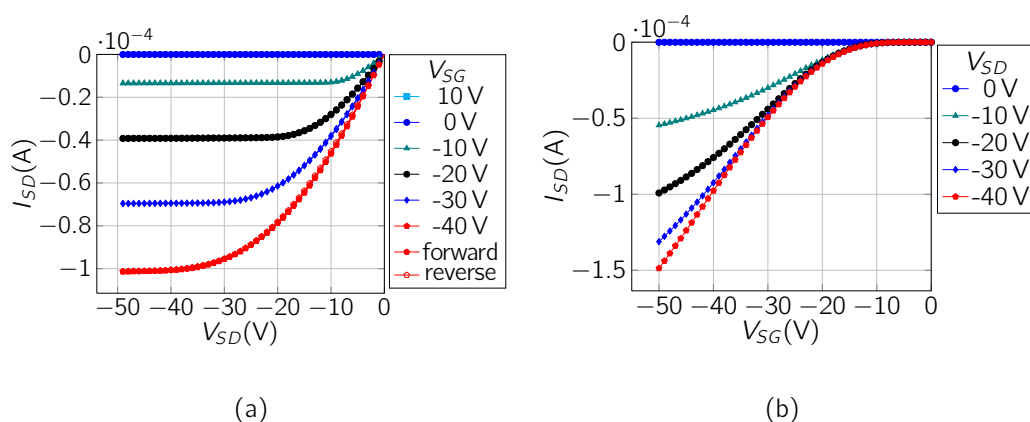 ·10⁻⁴
0
−0.2
−0.4
−0.6
−0.8
−1
I_SD(A)
−50 −40 −30 −20 −10 0
V_SD(V)
V_SG
10 V
0 V
-10 V
-20 V
-30 V
-40 V
forward
reverse
(a)
·10⁻⁴
0
−0.5
−1
−1.5
I_SD(A)
−50 −40 −30 −20 −10 0
V_SG(V)
V_SD
0 V
-10 V
-20 V
-30 V
-40 V
(b)